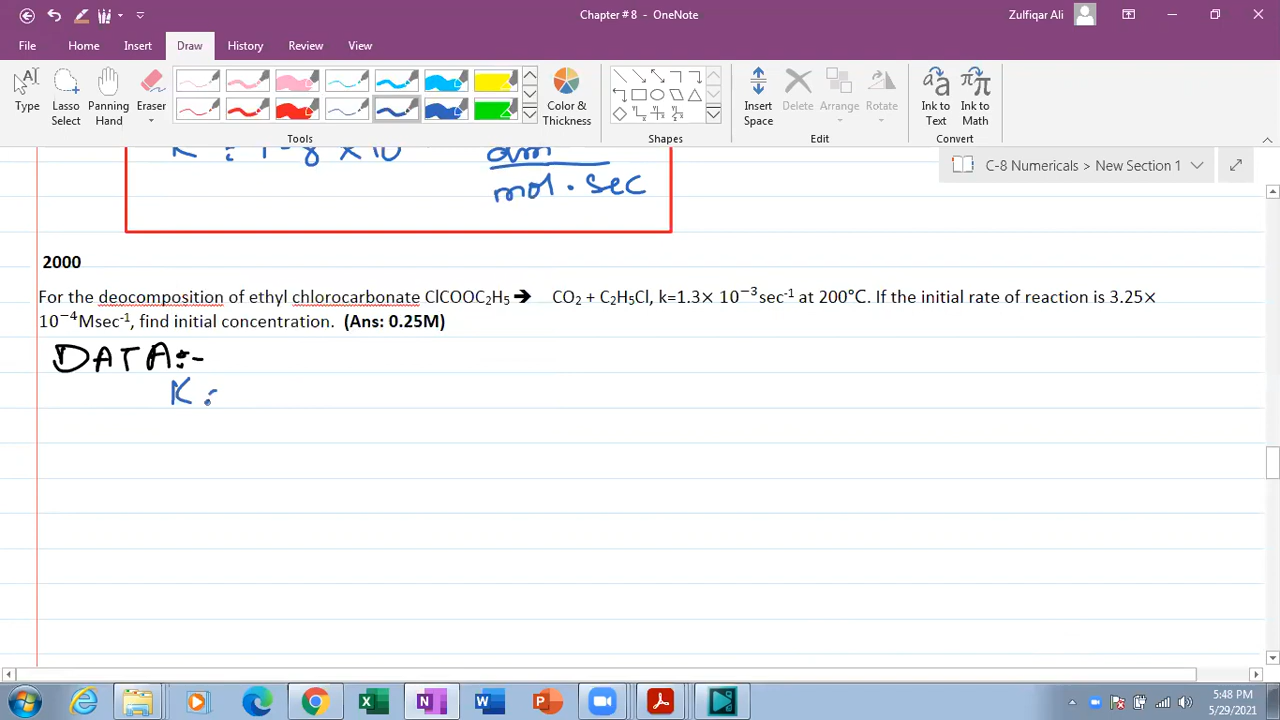 Chapter # 8 - OneNote
Zulfiqar Ali
File Home Insert Draw History Review View
Type Lasso Select Panning Hand Eraser Color & Thickness Insert Space Delete Arrange Rotate Ink to Text Ink to Math
Tools Shapes Edit Convert
C-8 Numericals > New Section 1
mol . sec
2000
For the deocomposition of ethyl chlorocarbonate ClCOOC₂H₅ 🡺 CO₂ + C₂H₅Cl, k=1.3× 10⁻³sec⁻¹ at 200℃. If the initial rate of reaction is 3.25×
10⁻⁴Msec⁻¹, find initial concentration. (Ans: 0.25M)
DATA:-
K :
5:48 PM
5/29/2021